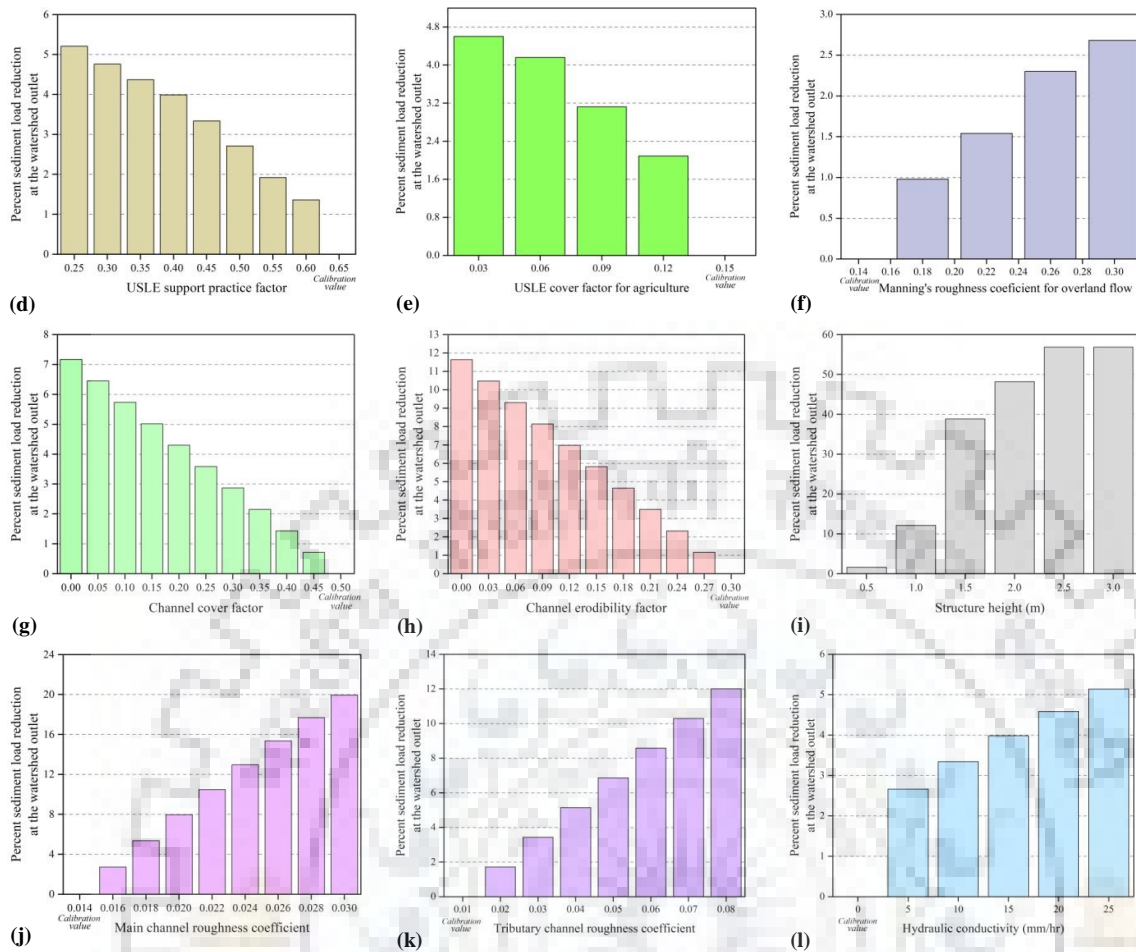 Percent sediment load reduction
at the watershed outlet
6
5
4
3
2
1
0
0.25 0.30 0.35 0.40 0.45 0.50 0.55 0.60 0.65
Calibration
value
USLE support practice factor
(d)
Percent sediment load reduction
at the watershed outlet
4.8
4.0
3.2
2.4
1.6
4.8
0.0
0.03 0.06 0.09 0.12 0.15
Calibration
value
USLE cover factor for agriculture
(e)
Percent sediment load reduction
at the watershed outlet
3.0
2.5
2.0
1.5
1.0
0.5
0.0
0.14 0.16 0.18 0.20 0.22 0.24 0.26 0.28 0.30
Calibration
value
Manning's roughness coeficient for overland flow
(f)
Percent sediment load reduction
at the watershed outlet
8
7
6
5
4
3
2
1
0
0.00 0.05 0.10 0.15 0.20 0.25 0.30 0.35 0.40 0.45 0.50
Calibration
value
Channel cover factor
(g)
Percent sediment load reduction
at the watershed outlet
13
12
11
10
9
8
7
6
5
4
3
2
1
0
0.00 0.03 0.06 0.09 0.12 0.15 0.18 0.21 0.24 0.27 0.30
Calibration
value
Channel erodibility factor
(h)
Percent sediment load reduction
at the watershed outlet
60
50
40
30
20
10
0
0.5 1.0 1.5 2.0 2.5 3.0
Structure height (m)
(i)
Percent sediment load reduction
at the watershed outlet
24
20
16
12
8
4
0
0.014 0.016 0.018 0.020 0.022 0.024 0.026 0.028 0.030
Calibration
value
Main channel roughness coefficient
(j)
Percent sediment load reduction
at the watershed outlet
14
12
10
8
6
4
2
0
0.01 0.02 0.03 0.04 0.05 0.06 0.07 0.08
Calibration
value
Tributary channel roughness coefficient
(k)
Percent sediment load reduction
at the watershed outlet
6
5
4
3
2
1
0
0 5 10 15 20 25
Calibration
value
Hydraulic conductivity (mm/hr)
(l)